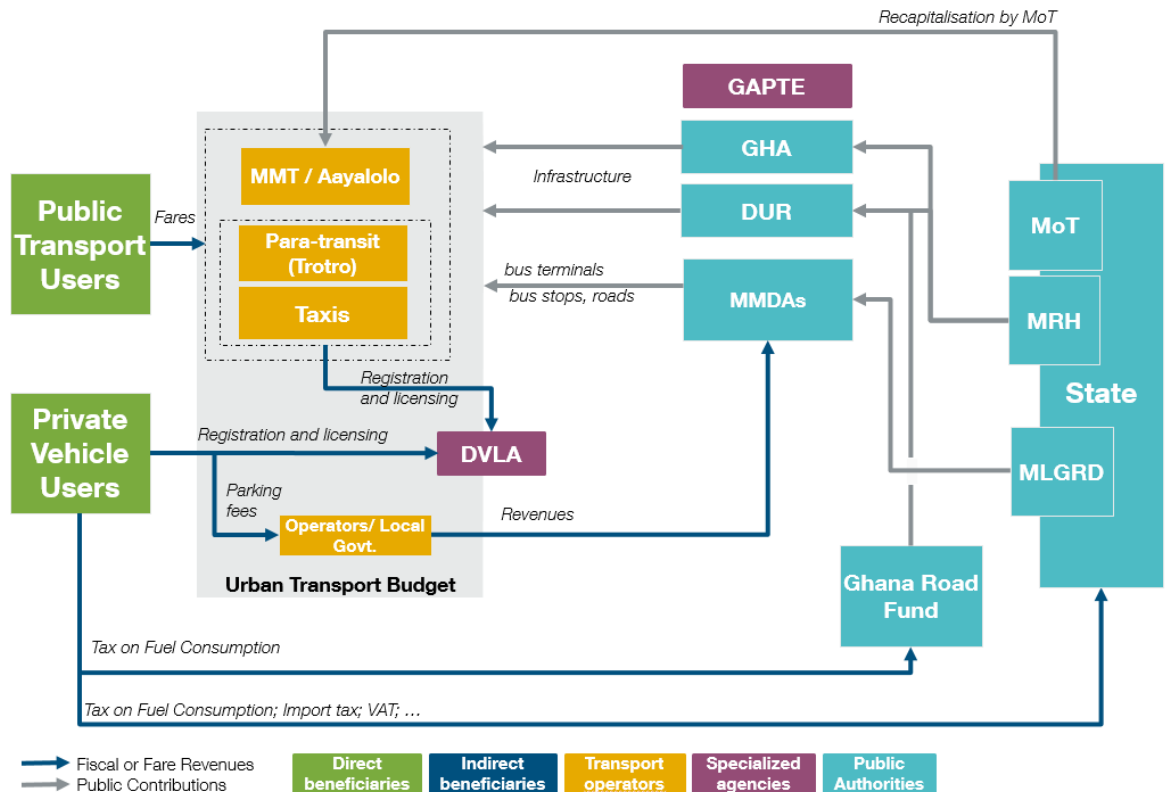 Recapitalisation by MoT
GAPTE
GHA
MMT / Aayalolo
Infrastructure
Public
Transport
Users
Fares
DUR
MoT
Para-transit
(Trotro)
bus terminals
bus stops, roads
MMDAs
Taxis
MRH
Registration
and licensing
State
Private
Vehicle
Users
Registration and licensing
DVLA
MLGRD
Parking
fees
Operators/ Local
Govt.
Revenues
Urban Transport Budget
Ghana Road
Fund
Tax on Fuel Consumption
Tax on Fuel Consumption; Import tax; VAT; …
Fiscal or Fare Revenues
Public Contributions
Direct
beneficiaries
Indirect
beneficiaries
Transport
operators
Specialized
agencies
Public
Authorities